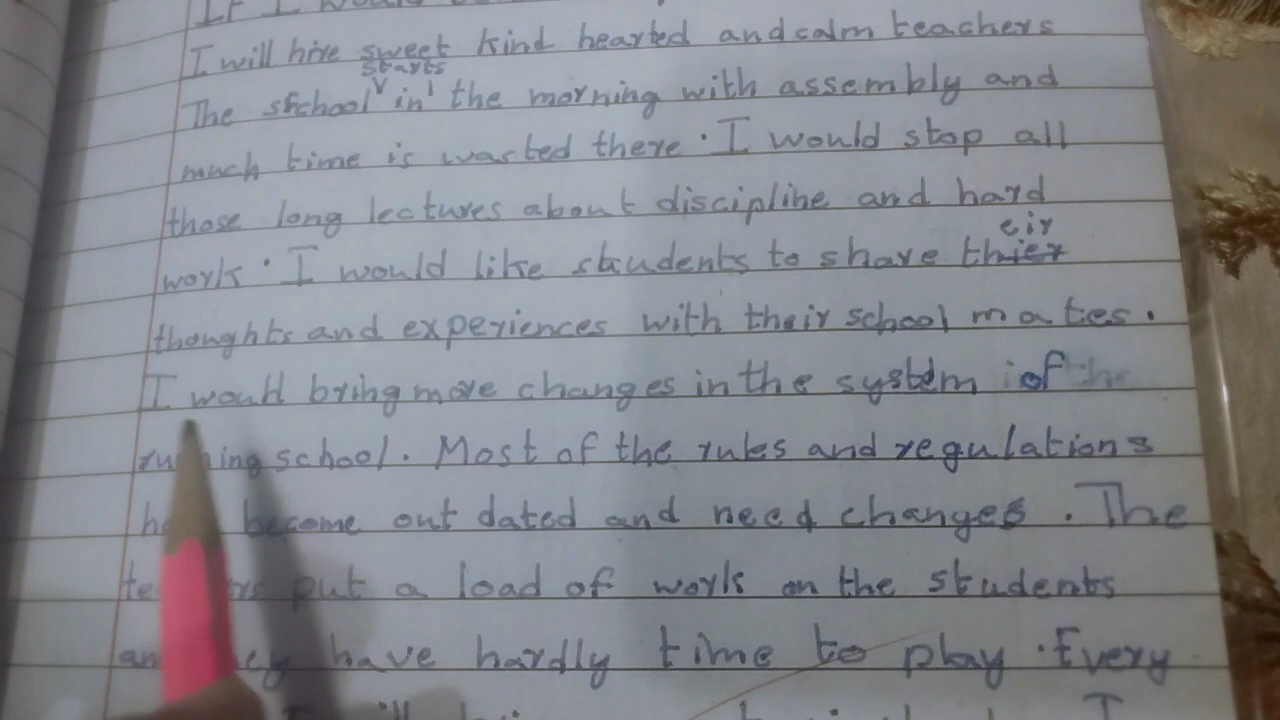 If I would
I will hire sweet kind hearted and calm teachers
starts
The school in the morning with assembly and
much time is wasted there. I would stop all
those long lectures about discipline and hard
eir
work. I would like students to share thier
thoughts and experiences with their school mates.
I would bring more changes in the system of the
running school. Most of the rules and regulations
become out dated and need changes. The
put a load of work on the students
have hardly time to play. Every